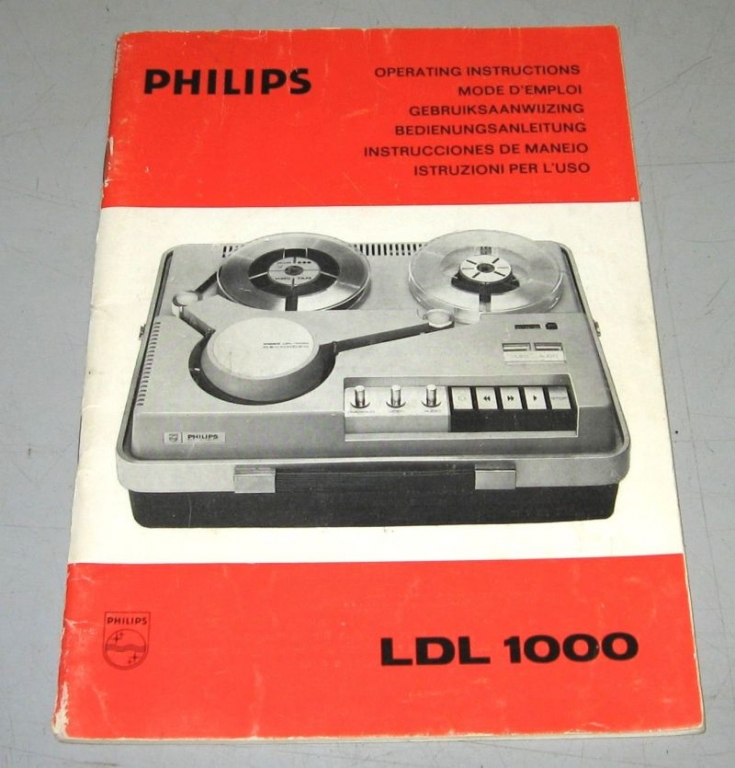 PHILIPS
OPERATING INSTRUCTIONS
MODE D'EMPLOI
GEBRUIKSAANWIJZING
BEDIENUNGSANLEITUNG
INSTRUCCIONES DE MANEJO
ISTRUZIONI PER L'USO
PHILIPS
PHILIPS
LDL 1000